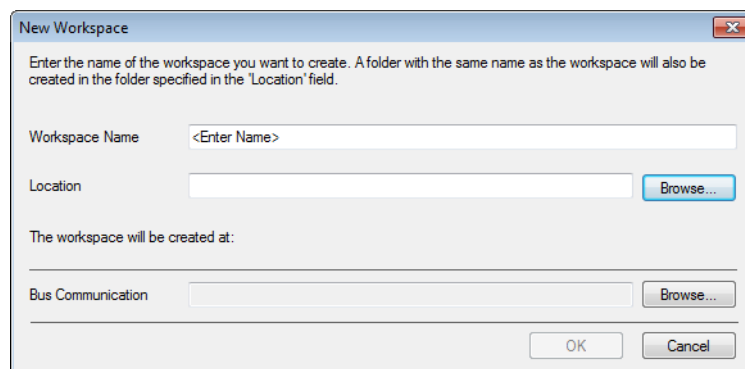 New Workspace
Enter the name of the workspace you want to create. A folder with the same name as the workspace will also be
created in the folder specified in the 'Location' field.
Workspace Name <Enter Name>
Location Browse...
The workspace will be created at:
Bus Communication Browse...
OK Cancel